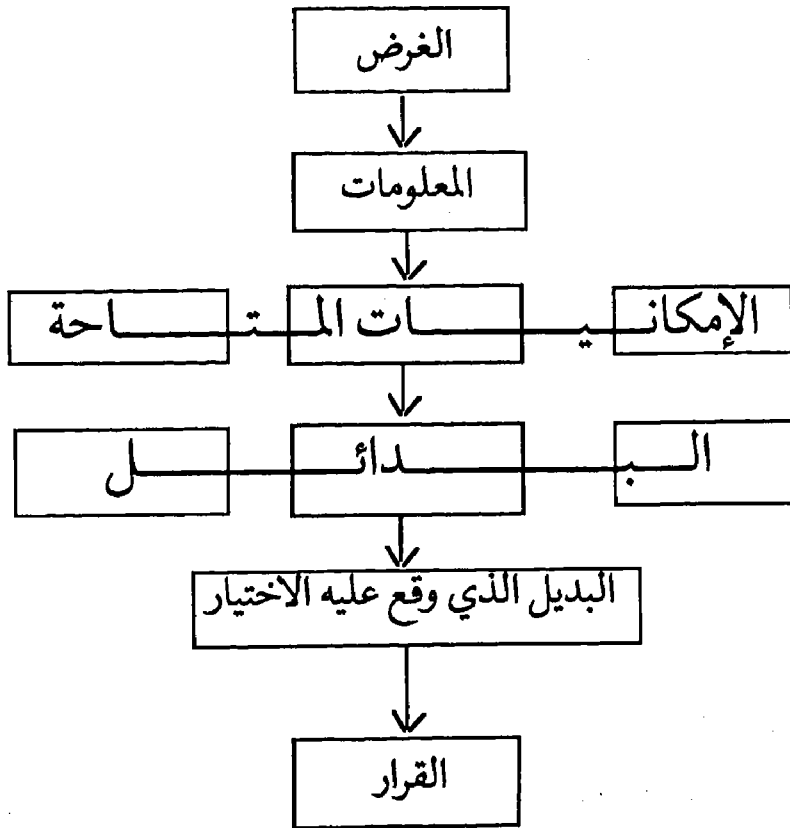 الغرض
المعلومات
الإمكانيات المتاحة
البدائل
البديل الذي وقع عليه الاختيار
القرار